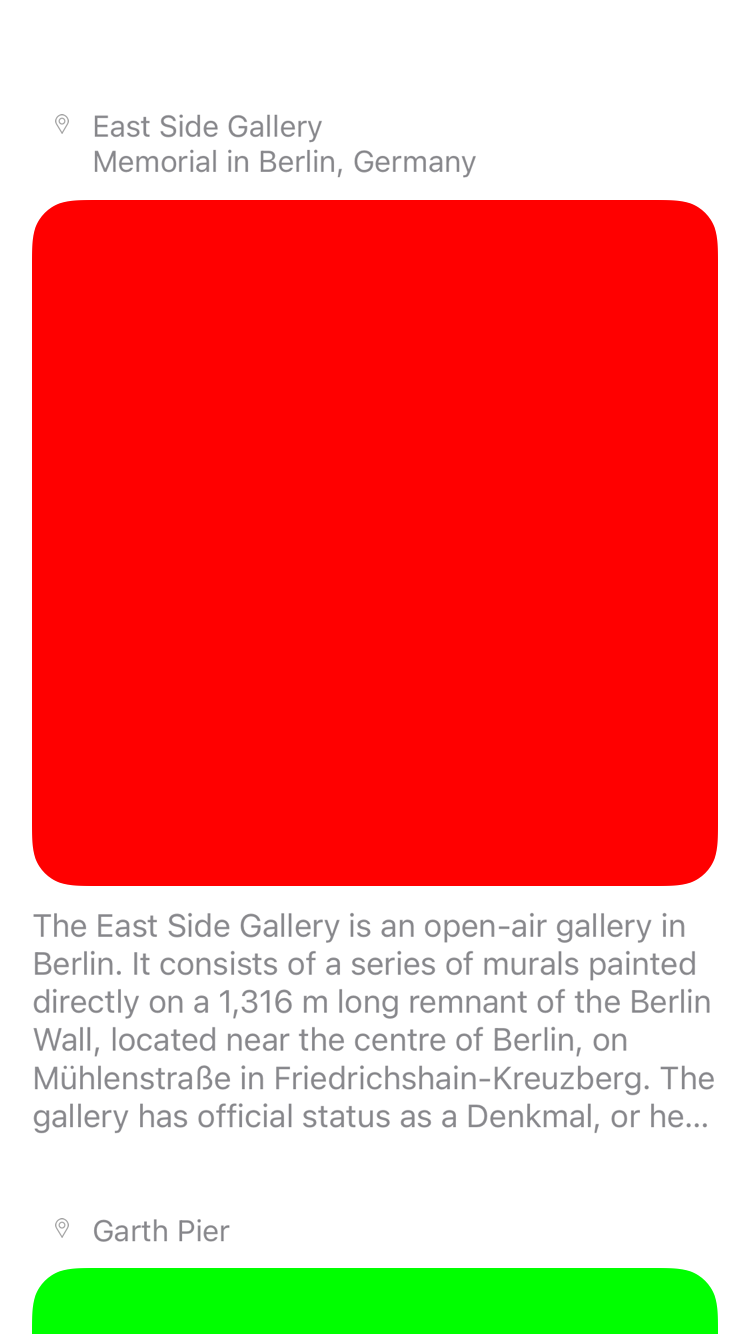 East Side Gallery
Memorial in Berlin, Germany
The East Side Gallery is an open-air gallery in
Berlin. It consists of a series of murals painted
directly on a 1,316 m long remnant of the Berlin
Wall, located near the centre of Berlin, on
Mühlenstraße in Friedrichshain-Kreuzberg. The
gallery has official status as a Denkmal, or he...
Garth Pier